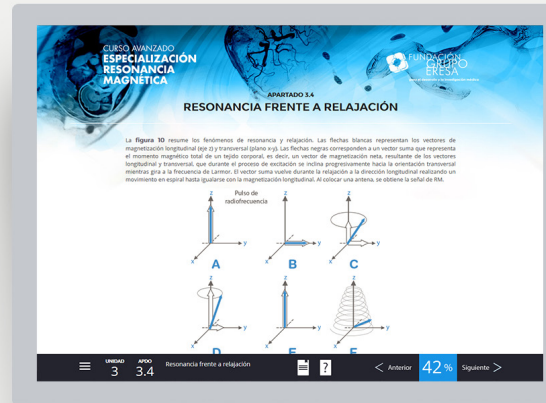 CURSO AVANZADO
ESPECIALIZACIÓN
RESONANCIA
MAGNÉTICA
FUNDACIÓN
GRUPO
ERESA
APARTADO 3.4
RESONANCIA FRENTE A RELAJACIÓN
La figura 10 resume los fenómenos de resonancia y relajación. Las flechas blancas representan los vectores de
magnetización longitudinal (eje z) y transversal (plano x-y). Las flechas negras corresponden a un vector suma que representa
el momento magnético total de un tejido corporal, es decir, un vector de magnetización neta, resultante de los vectores
longitudinal y transversal, que durante el proceso de excitación se inclina progresivamente hacia la orientación transversal
mientras gira a la frecuencia de Larmor. El vector suma vuelve durante la relajación a la dirección longitudinal realizando un
movimiento en espiral hasta igualarse con la magnetización longitudinal. Al colocar una antena, se obtiene la señal de RM.
Pulso de
radiofrecuencia
z z z
y y y
x x x
A B C
z z z
y y y
x x x
D E F
UNIDAD
3
APDO
3.4
Resonancia frente a relajación
?
< Anterior
42 %
Siguiente >